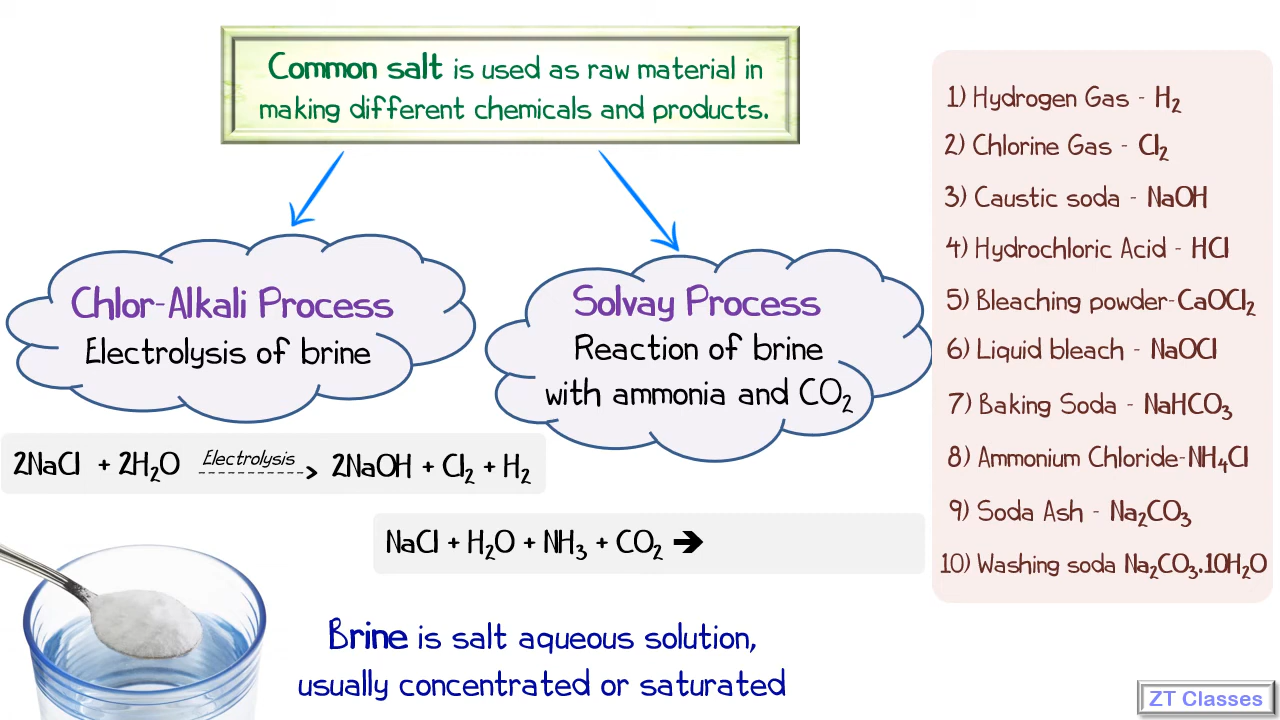 Common salt is used as raw material in
making different chemicals and products.
Chlor-Alkali Process
Electrolysis of brine
Solvay Process
Reaction of brine
with ammonia and CO₂
2NaCl + 2H₂O Electrolysis 2NaOH + Cl₂ + H₂
NaCl + H₂O + NH₃ + CO₂ ➔
Brine is salt aqueous solution,
usually concentrated or saturated
1) Hydrogen Gas - H₂
2) Chlorine Gas - Cl₂
3) Caustic soda - NaOH
4) Hydrochloric Acid - HCl
5) Bleaching powder-CaOCl₂
6) Liquid bleach - NaOCl
7) Baking Soda - NaHCO₃
8) Ammonium Chloride-NH₄Cl
9) Soda Ash - Na₂CO₃
10) Washing soda Na₂CO₃.10H₂O
ZT Classes